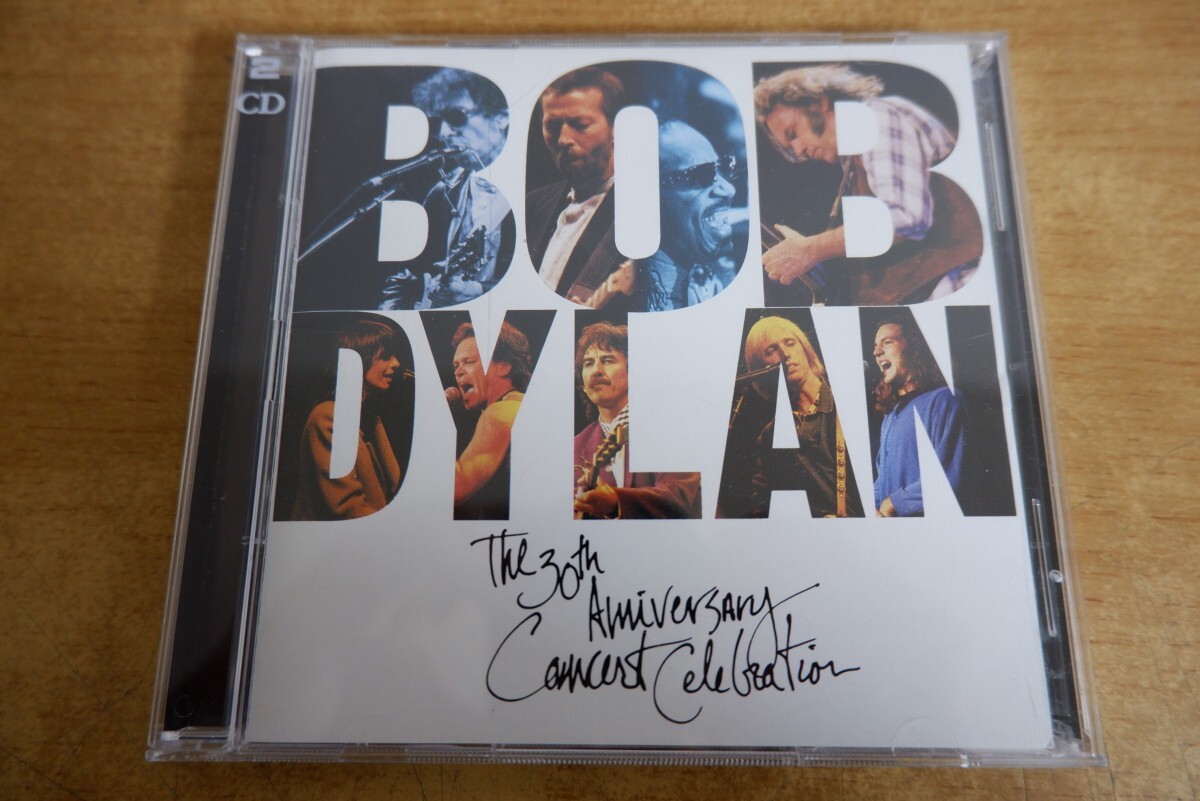 2
CD
BOB
DYLAN
The 30th
Anniversary
Concert Celebration